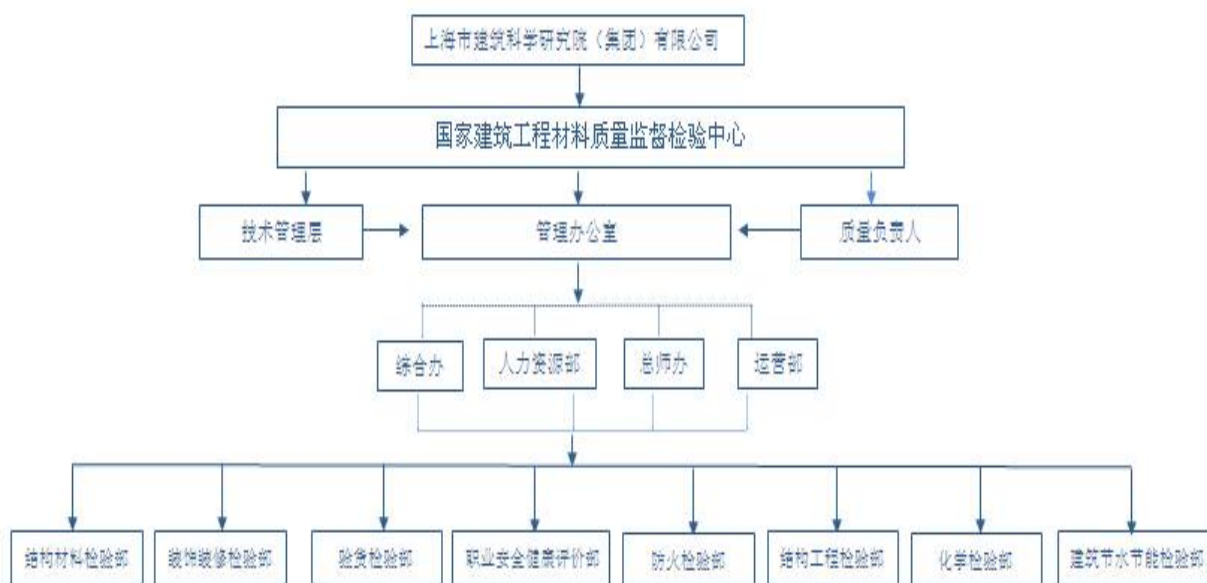 上海市建筑科学研究院（集团）有限公司
国家建筑工程材料质量监督检验中心
技术管理层
管理办公室
质量负责人
综合办
人力资源部
总师办
运营部
结构材料检验部
装饰装修检验部
验货检验部
职业安全健康评价部
防火检验部
结构工程检验部
化学检验部
建筑节水节能检验部